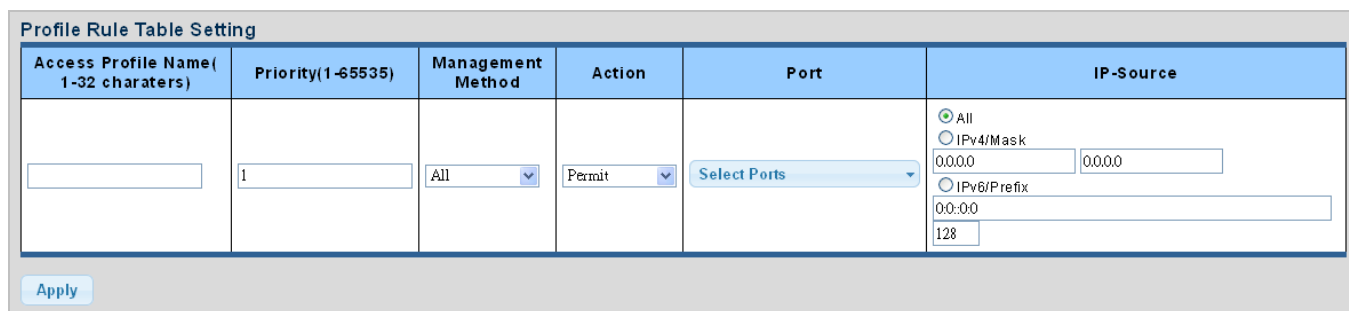 Profile Rule Table Setting
Access Profile Name(
1-32 charaters)
Priority(1-65535)
Management
Method
Action
Port
IP-Source
1
All
Permit
Select Ports
All
IPv4/Mask
0.0.0.0 0.0.0.0
IPv6/Prefix
0:0::0:0
128
Apply